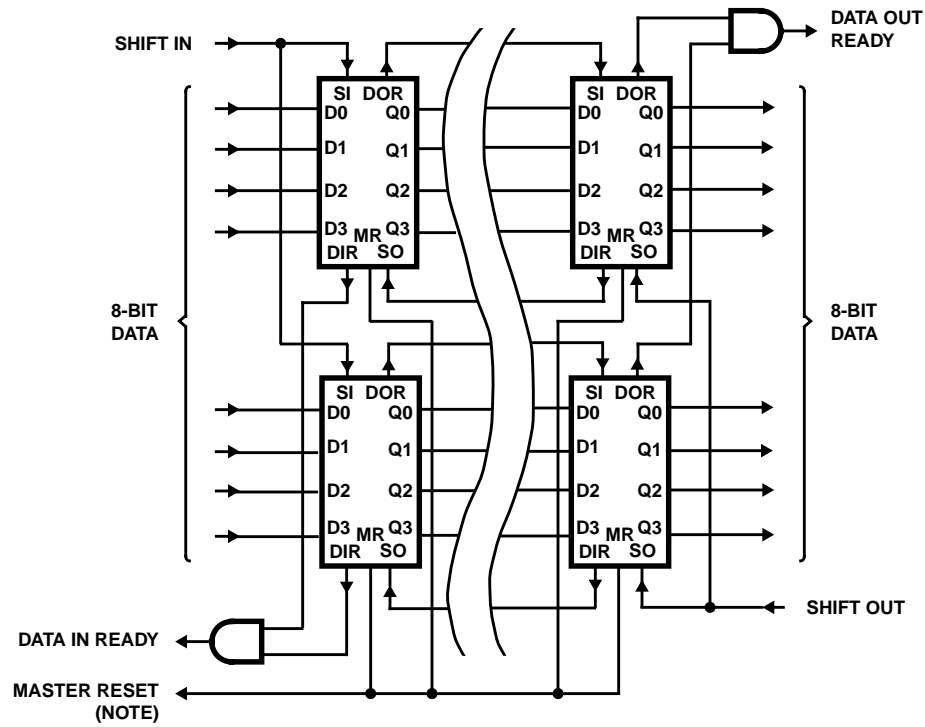 SHIFT IN
DATA OUT
READY
SI DOR
D0 Q0
D1 Q1
D2 Q2
D3 MR Q3
DIR SO
SI DOR
D0 Q0
D1 Q1
D2 Q2
D3 MR Q3
DIR SO
8-BIT
DATA
8-BIT
DATA
SI DOR
D0 Q0
D1 Q1
D2 Q2
D3 MR Q3
DIR SO
SI DOR
D0 Q0
D1 Q1
D2 Q2
D3 MR Q3
DIR SO
SHIFT OUT
DATA IN READY
MASTER RESET
(NOTE)